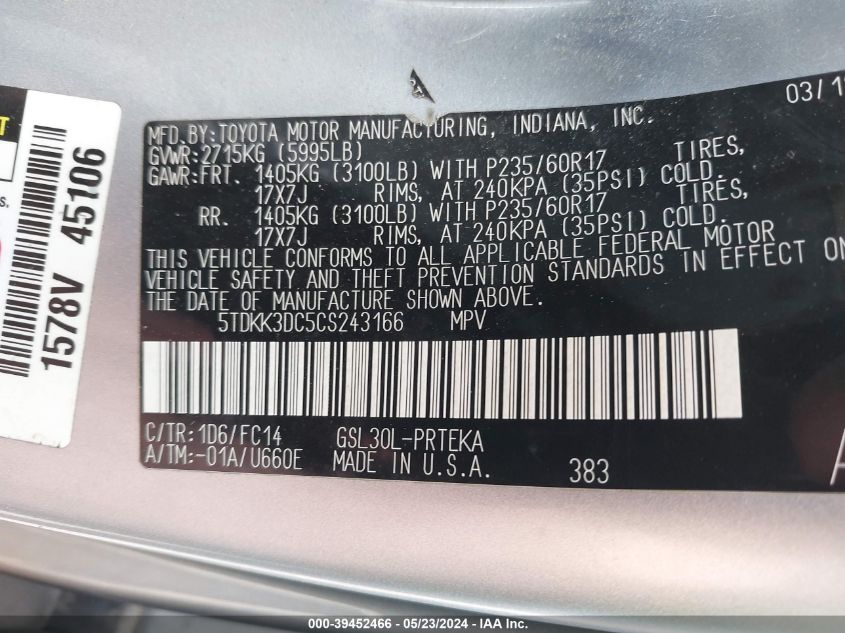 03/1
MFD.BY:TOYOTA MOTOR MANUFACTURING, INDIANA, INC.
GVWR:2715KG (5995LB)
GAWR:FRT. 1405KG (3100LB) WITH P235/60R17 TIRES,
17X7J RIMS, AT 240KPA (35PSI) COLD.
RR. 1405KG (3100LB) WITH P235/60R17 TIRES,
17X7J RIMS, AT 240KPA (35PSI) COLD.
THIS VEHICLE CONFORMS TO ALL APPLICABLE FEDERAL MOTOR
VEHICLE SAFETY AND THEFT PREVENTION STANDARDS IN EFFECT ON
THE DATE OF MANUFACTURE SHOWN ABOVE.
5TDKK3DC5CS243166 MPV
C/TR:1D6/FC14 GSL30L-PRTEKA
A/TM:-01A/U660E MADE IN U.S.A. 383
1578V 45106
000-39452466 - 05/23/2024 - IAA Inc.